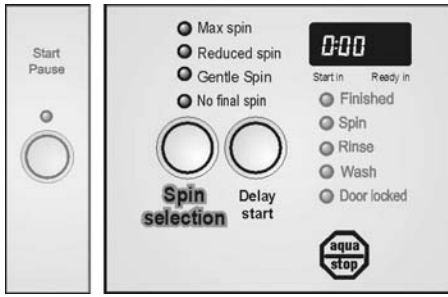 Start
Pause
Max spin
Reduced spin
Gentle Spin
No final spin
Spin
selection
Delay
start
0:00
Start in Ready in
Finished
Spin
Rinse
Wash
Door locked
aqua
stop